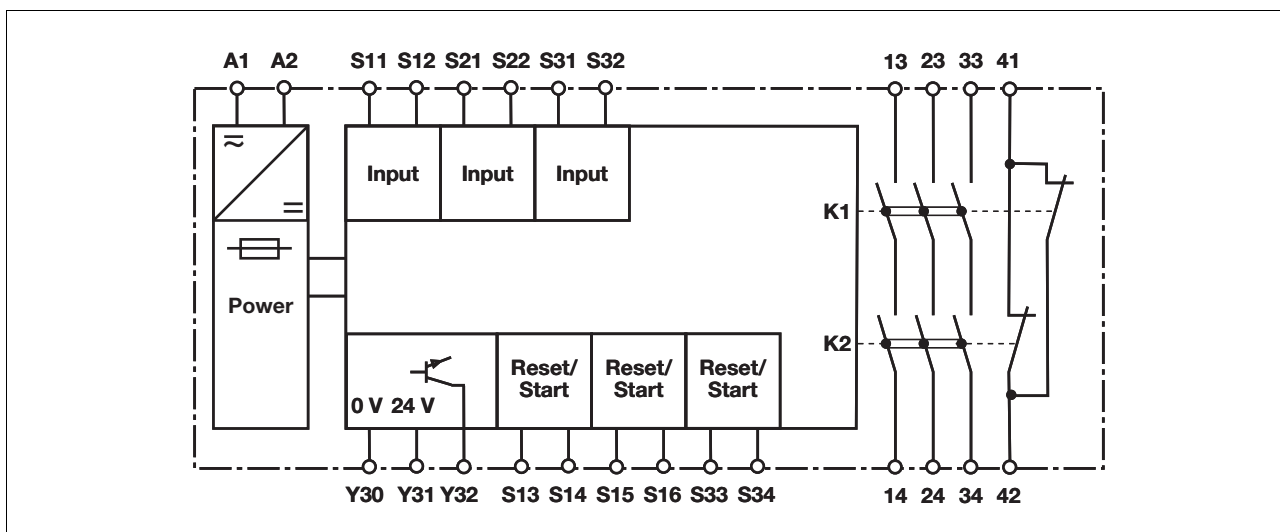 A1 A2 S11 S12 S21 S22 S31 S32 13 23 33 41
Input Input Input
K1
Power
K2
Reset/ Reset/ Reset/
Start Start Start
0 V 24 V
Y30 Y31 Y32 S13 S14 S15 S16 S33 S34 14 24 34 42